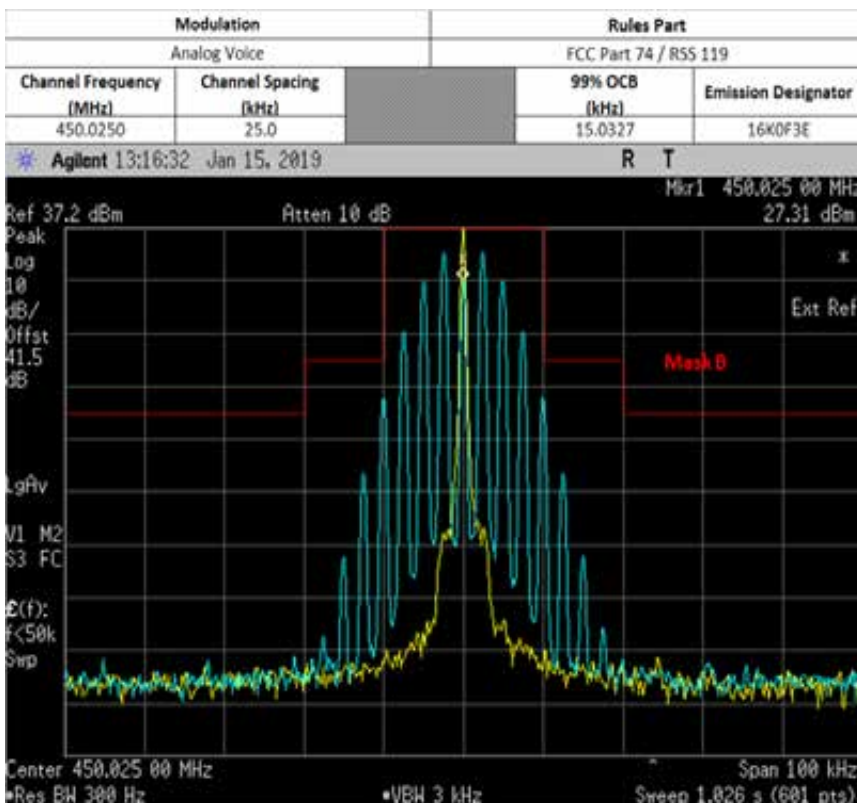 Modulation Rules Part
Analog Voice FCC Part 74 / RSS 119
Channel Frequency (MHz) Channel Spacing (kHz) 99% OCB (kHz) Emission Designator
450.0250 25.0 15.0327 16K0F3E
Agilent 13:16:32 Jan 15, 2019 R T
Mkr1 450.025 00 MHz
Ref 37.2 dBm Atten 10 dB 27.31 dBm
Peak
Log
10
dB/
Offst
41.5
dB
*
Ext Ref
Mask B
LgAv
V1 M2
S3 FC
£(f):
f<50k
Swp
1
Center 450.025 00 MHz Span 100 kHz
*Res BW 300 Hz *VBW 3 kHz Sweep 1.026 s (601 pts)